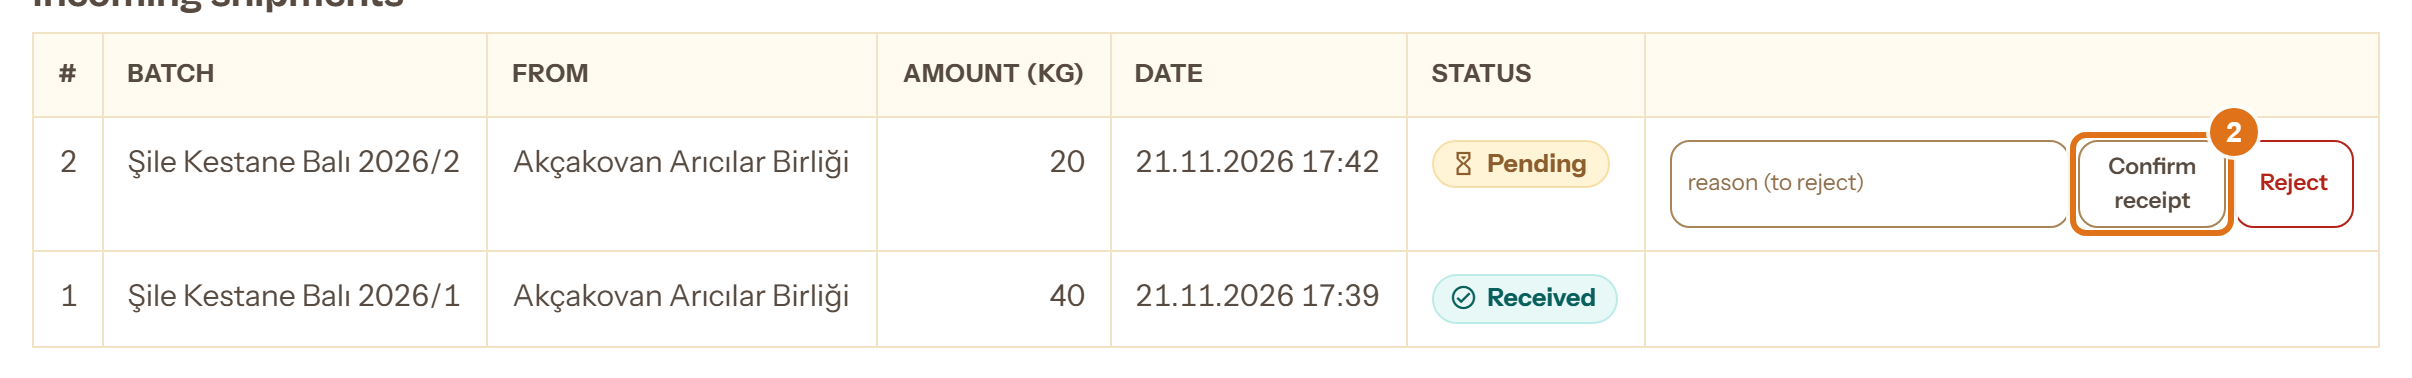 Incoming shipments
# BATCH FROM AMOUNT (KG) DATE STATUS
2 Şile Kestane Balı 2026/2 Akçakovan Arıcılar Birliği 20 21.11.2026 17:42 Pending reason (to reject) Confirm receipt 2 Reject
1 Şile Kestane Balı 2026/1 Akçakovan Arıcılar Birliği 40 21.11.2026 17:39 Received